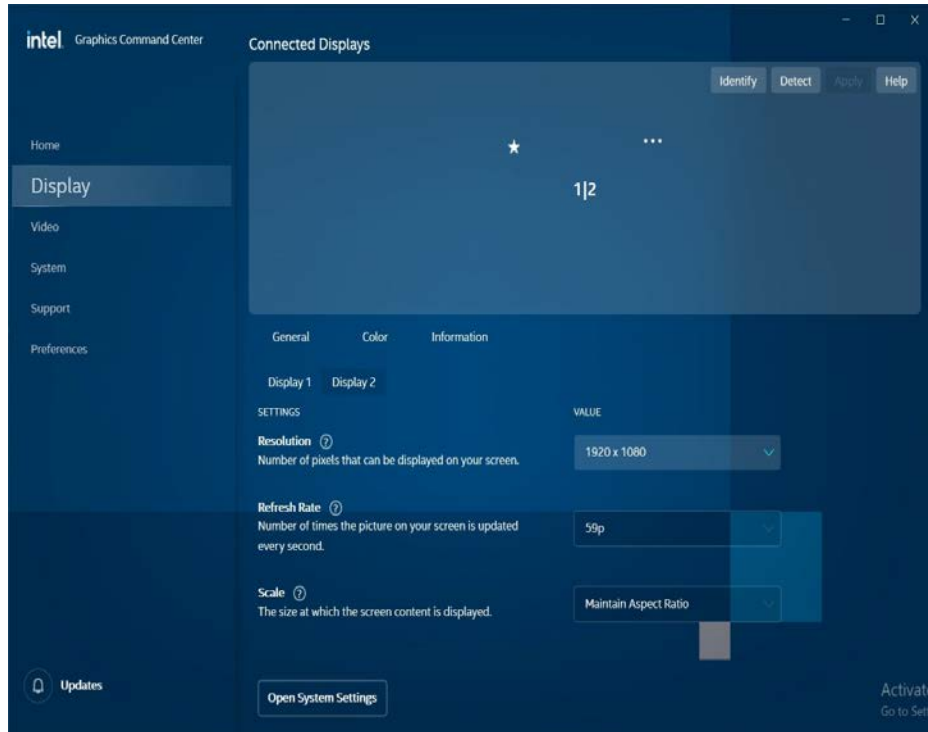 intel. Graphics Command Center
Connected Displays
Identify Detect Apply Help
Home
Display
Video
System
Support
Preferences
1|2
General Color Information
Display 1 Display 2
SETTINGS VALUE
Resolution ?
Number of pixels that can be displayed on your screen.
1920 x 1080
Refresh Rate ?
Number of times the picture on your screen is updated
every second.
59p
Scale ?
The size at which the screen content is displayed.
Maintain Aspect Ratio
Updates
Open System Settings
Activat
Go to Set